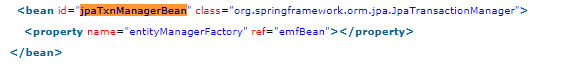 <bean id="jpaTxnManagerBean" class="org.springframework.orm.jpa.JpaTransactionManager">
<property name="entityManagerFactory" ref="emfBean"></property>
</bean>